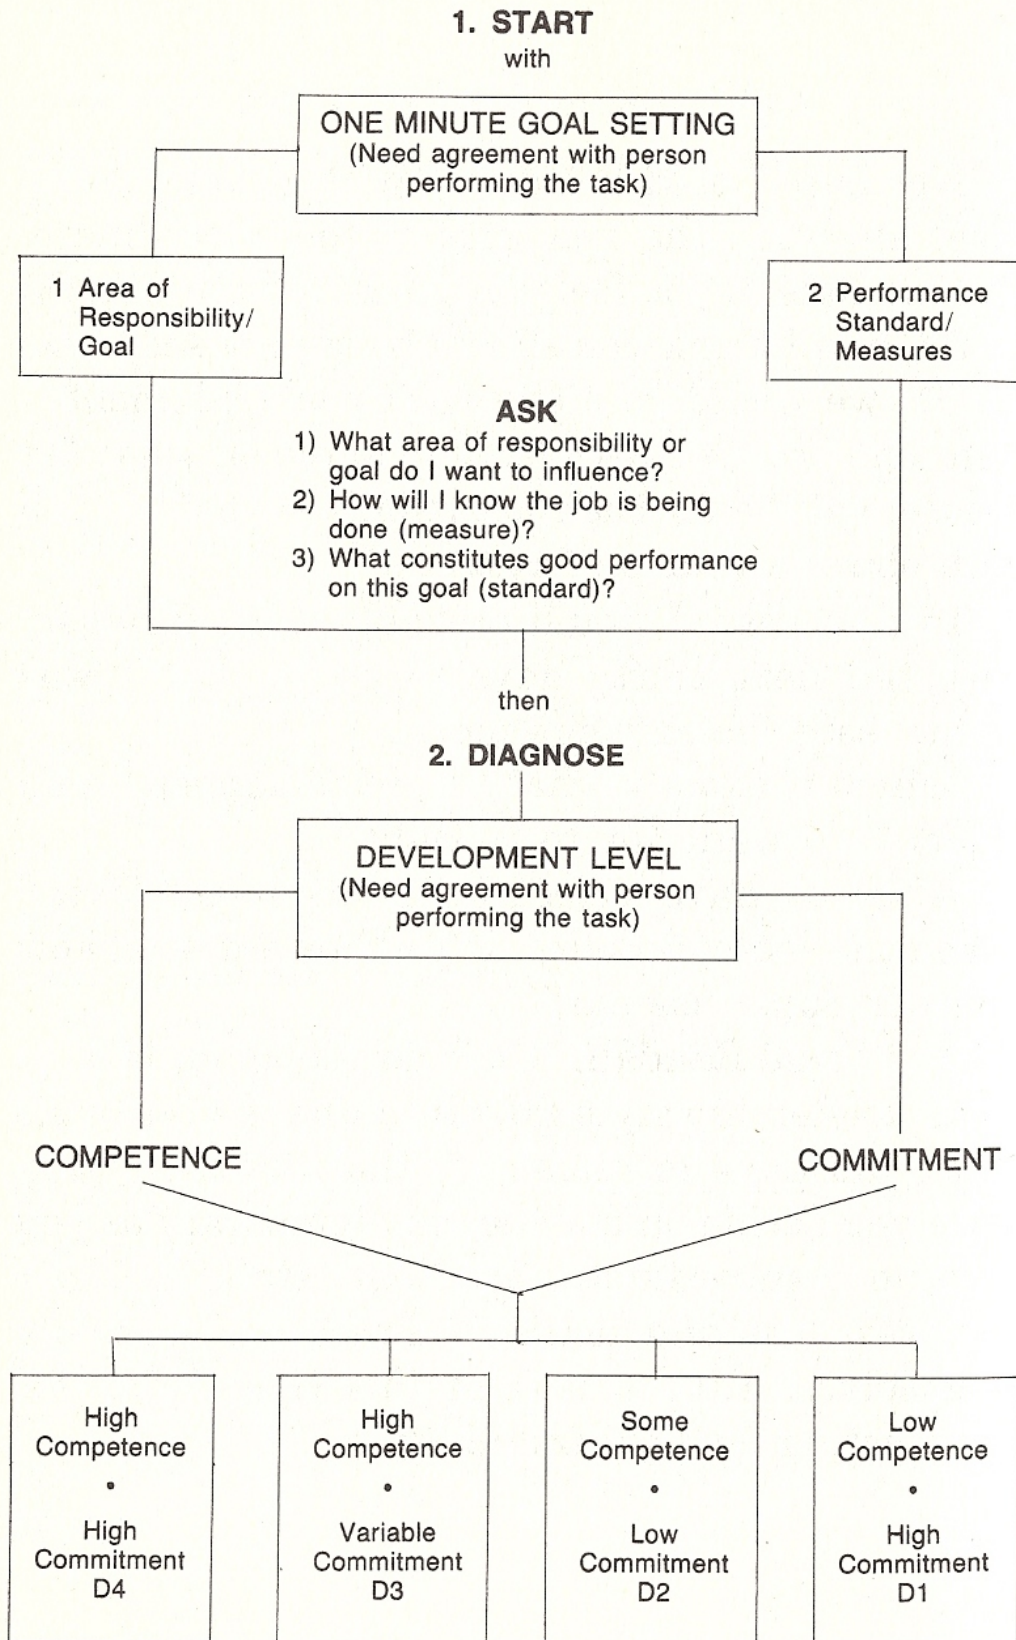 1. START
with
ONE MINUTE GOAL SETTING
(Need agreement with person
performing the task)
1 Area of
Responsibility/
Goal
2 Performance
Standard/
Measures
ASK
1) What area of responsibility or
goal do I want to influence?
2) How will I know the job is being
done (measure)?
3) What constitutes good performance
on this goal (standard)?
then
2. DIAGNOSE
DEVELOPMENT LEVEL
(Need agreement with person
performing the task)
COMPETENCE
COMMITMENT
High
Competence
•
High
Commitment
D4
High
Competence
•
Variable
Commitment
D3
Some
Competence
•
Low
Commitment
D2
Low
Competence
•
High
Commitment
D1